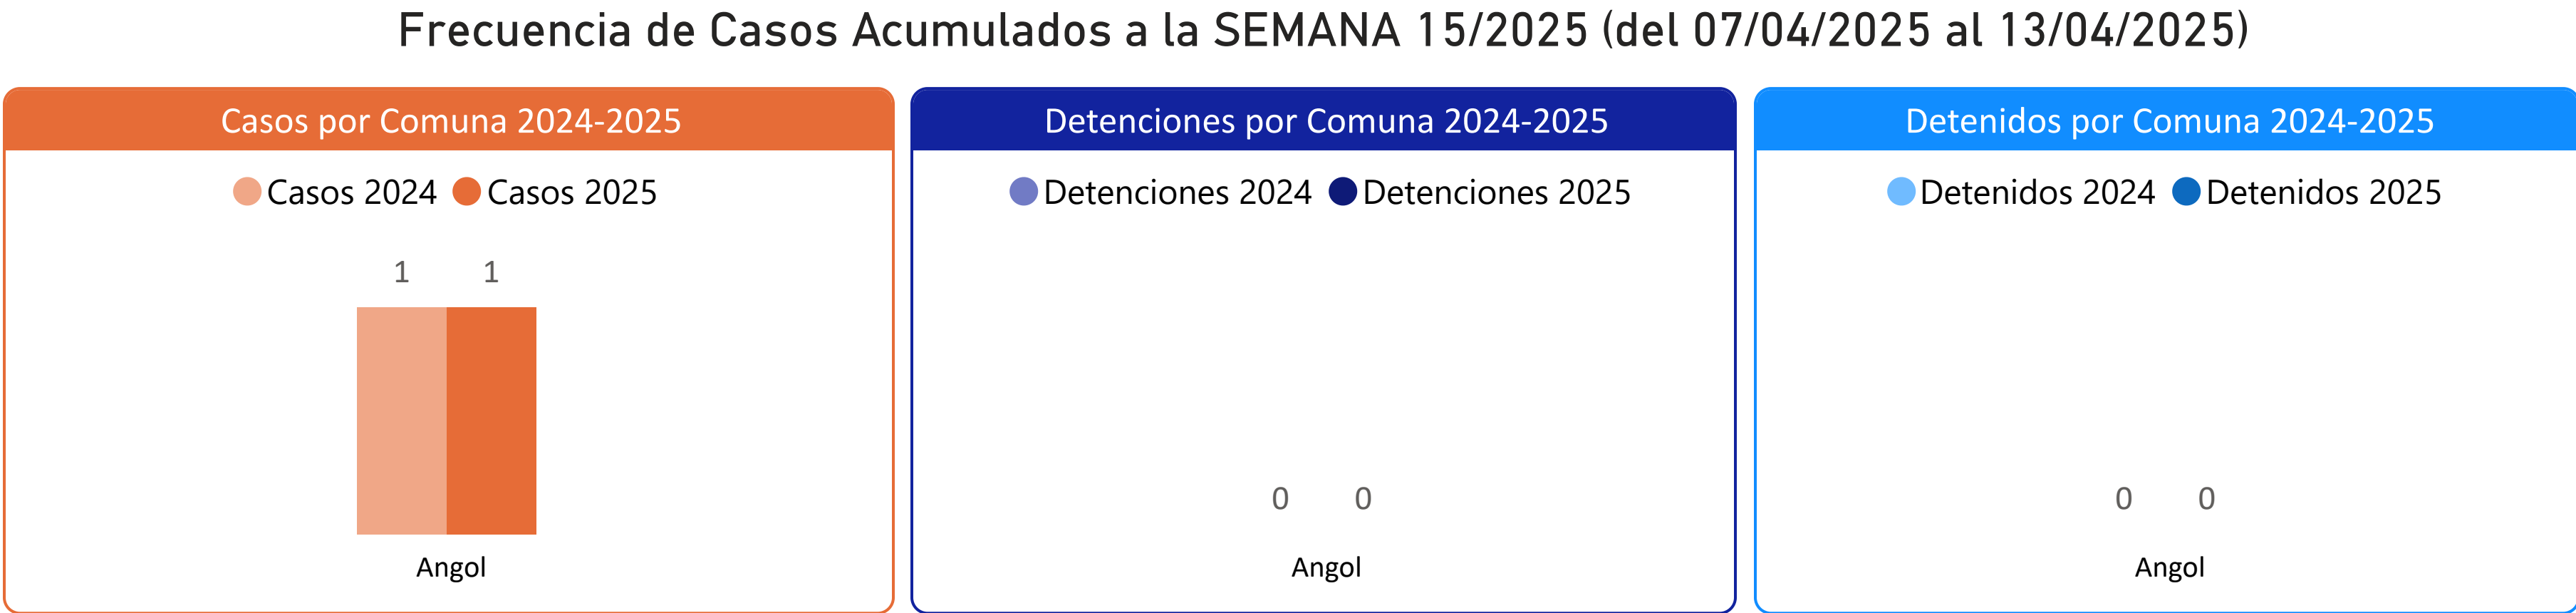 Frecuencia de Casos Acumulados a la SEMANA 15/2025 (del 07/04/2025 al 13/04/2025)
Casos por Comuna 2024-2025
Casos 2024 Casos 2025
1 1
Angol
Detenciones por Comuna 2024-2025
Detenciones 2024 Detenciones 2025
0 0
Angol
Detenidos por Comuna 2024-2025
Detenidos 2024 Detenidos 2025
0 0
Angol